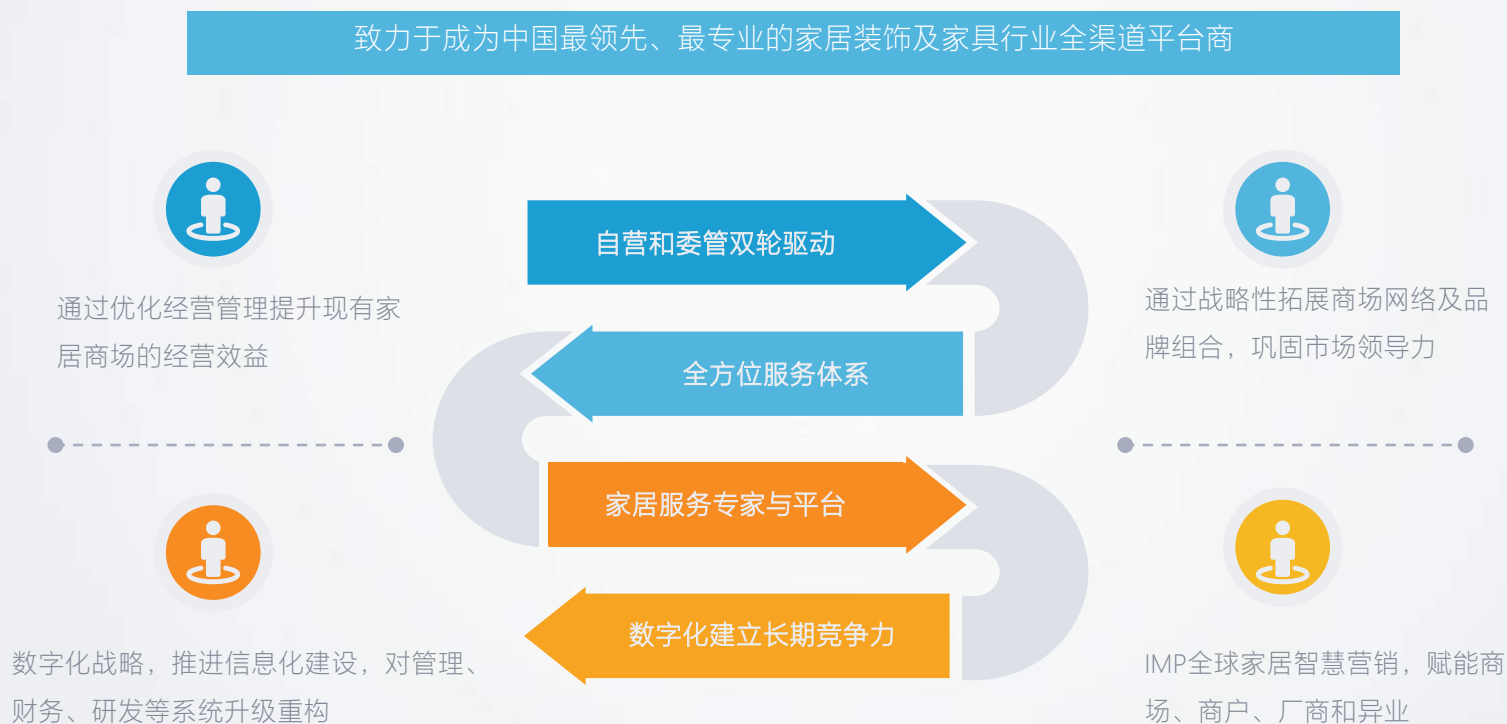 致力于成为中国最领先、最专业的家居装饰及家具行业全渠道平台商
通过优化经营管理提升现有家
居商场的经营效益
自营和委管双轮驱动
全方位服务体系
家居服务专家与平台
数字化建立长期竞争力
通过战略性拓展商场网络及品
牌组合，巩固市场领导力
数字化战略，推进信息化建设，对管理、
财务、研发等系统升级重构
IMP全球家居智慧营销，赋能商
场、商户、厂商和异业